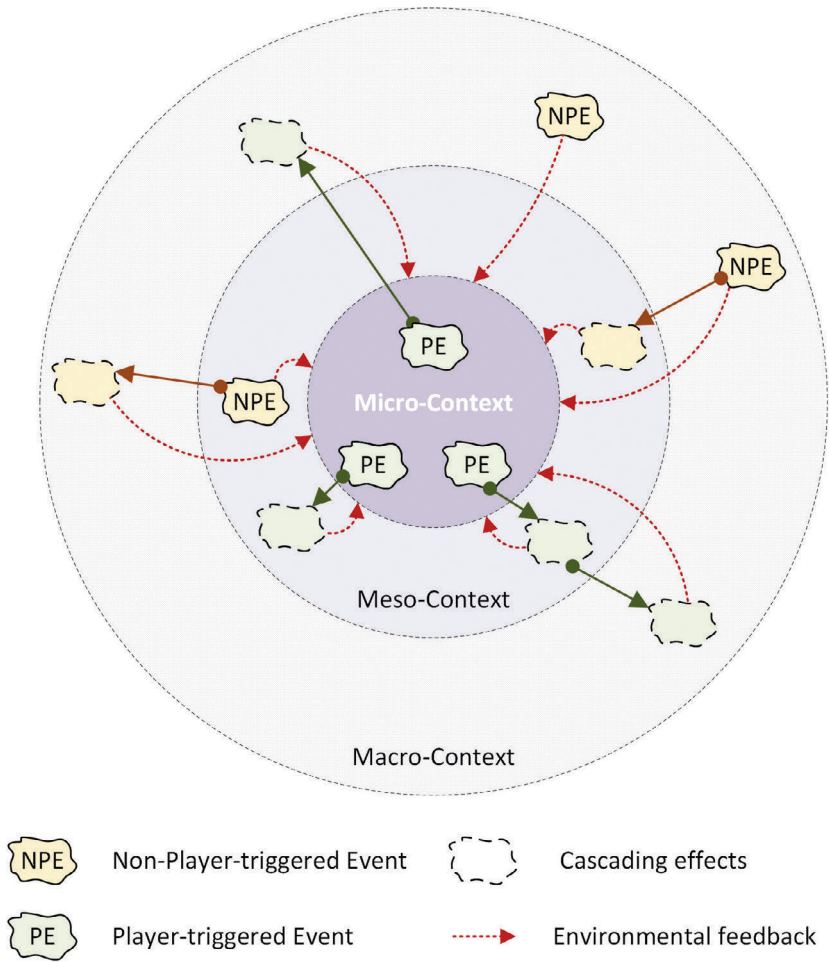 NPE
NPE
PE
NPE
Micro-Context
PE
PE
Meso-Context
Macro-Context
NPE Non-Player-triggered Event
Cascading effects
PE Player-triggered Event
Environmental feedback